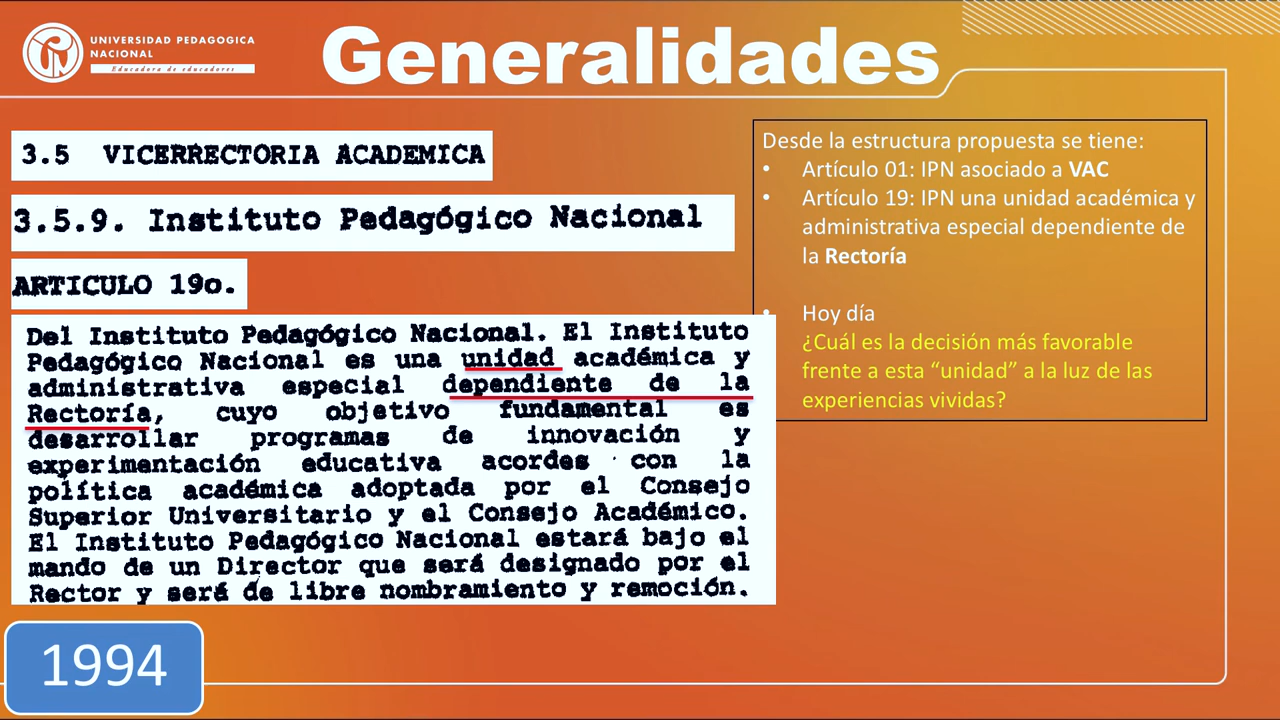 UNIVERSIDAD PEDAGOGICA
NACIONAL
Educadora de educadores
Generalidades
3.5 VICERRECTORIA ACADEMICA
3.5.9. Instituto Pedagógico Nacional
ARTICULO 19o.
Del Instituto Pedagógico Nacional. El Instituto
Pedagógico Nacional es una unidad académica y
administrativa especial dependiente de la
Rectoría, cuyo objetivo fundamental es
desarrollar programas de innovación y
experimentación educativa acordes con la
política académica adoptada por el Consejo
Superior Universitario y el Consejo Académico.
El Instituto Pedagógico Nacional estará bajo el
mando de un Director que será designado por el
Rector y será de libre nombramiento y remoción.
1994
Desde la estructura propuesta se tiene:
• Artículo 01: IPN asociado a VAC
• Artículo 19: IPN una unidad académica y
administrativa especial dependiente de
la Rectoría
• Hoy día
¿Cuál es la decisión más favorable
frente a esta “unidad” a la luz de las
experiencias vividas?